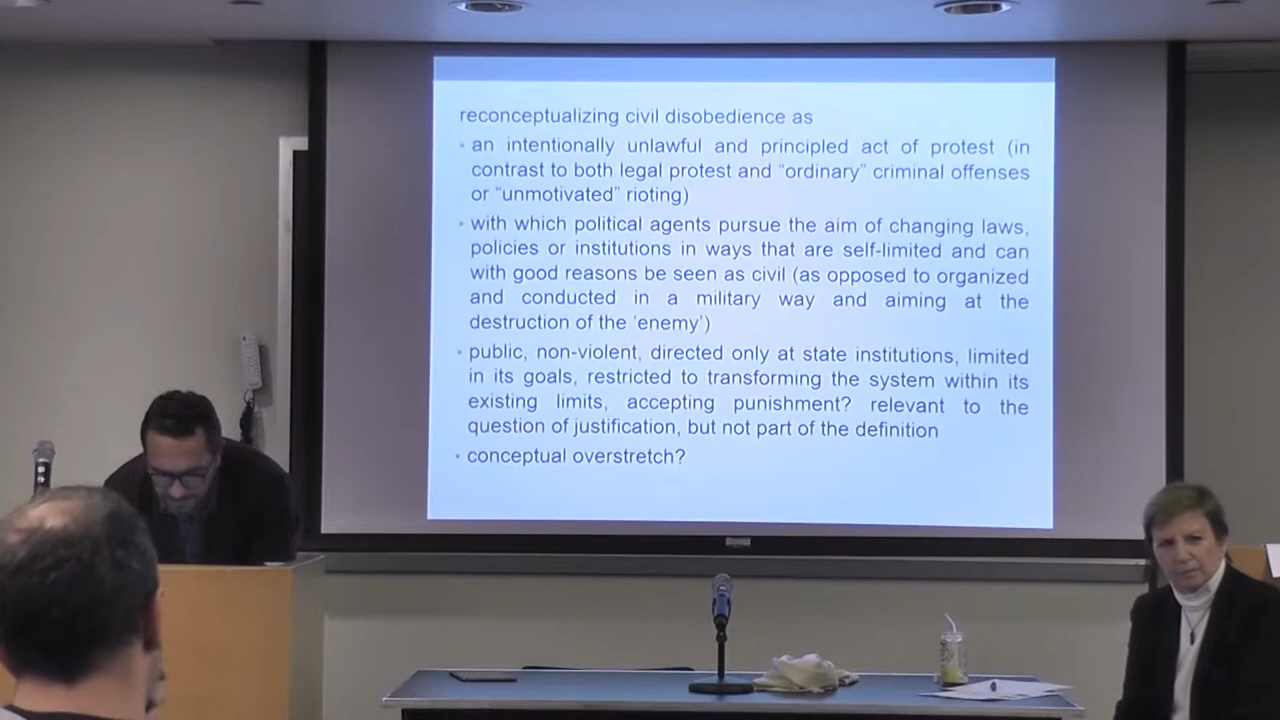 reconceptualizing civil disobedience as
• an intentionally unlawful and principled act of protest (in
contrast to both legal protest and “ordinary” criminal offenses
or “unmotivated” rioting)
• with which political agents pursue the aim of changing laws,
policies or institutions in ways that are self-limited and can
with good reasons be seen as civil (as opposed to organized
and conducted in a military way and aiming at the
destruction of the ‘enemy’)
• public, non-violent, directed only at state institutions, limited
in its goals, restricted to transforming the system within its
existing limits, accepting punishment? relevant to the
question of justification, but not part of the definition
• conceptual overstretch?